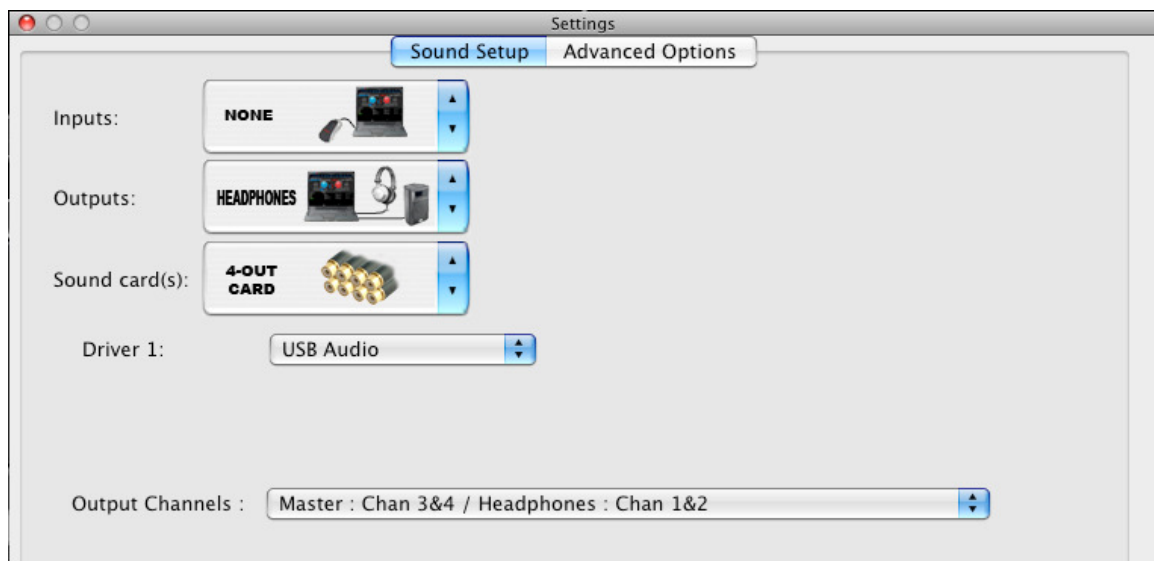 Settings
Sound Setup Advanced Options
Inputs: NONE
Outputs: HEADPHONES
Sound card(s): 4-OUT
CARD
Driver 1: USB Audio
Output Channels : Master : Chan 3&4 / Headphones : Chan 1&2